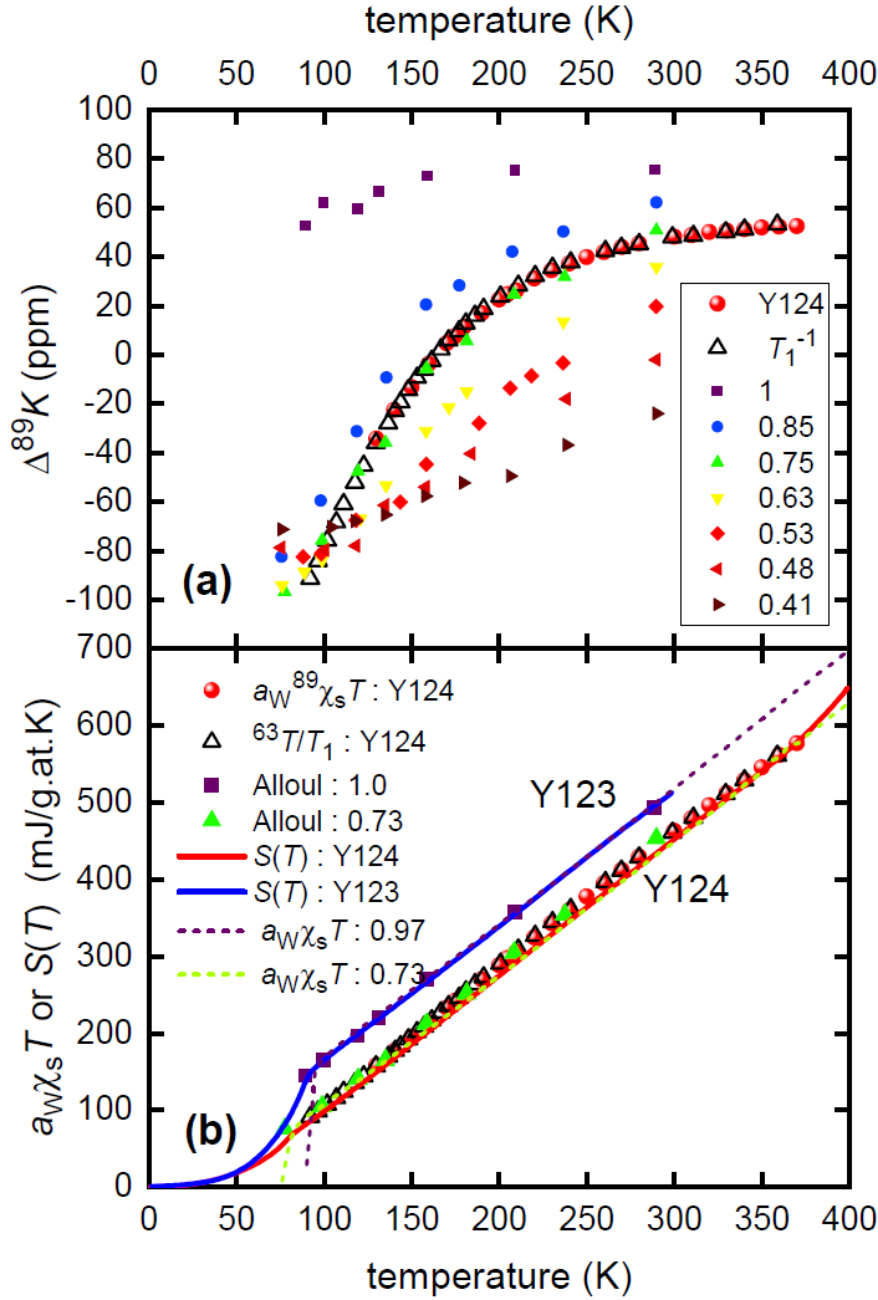 temperature (K)
0 50 100 150 200 250 300 350 400
100
80
60
40
20
0
-20
-40
-60
-80
-100
Δ⁸⁹K (ppm)
Y124
T₁⁻¹
1
0.85
0.75
0.63
0.53
0.48
0.41
(a)
700
600
500
400
300
200
100
0
a_Wχ_sT or S(T) (mJ/g.at.K)
a_W⁸⁹χ_sT : Y124
⁶³T/T₁ : Y124
Alloul : 1.0
Alloul : 0.73
S(T) : Y124
S(T) : Y123
a_Wχ_sT : 0.97
a_Wχ_sT : 0.73
Y123
Y124
(b)
0 50 100 150 200 250 300 350 400
temperature (K)